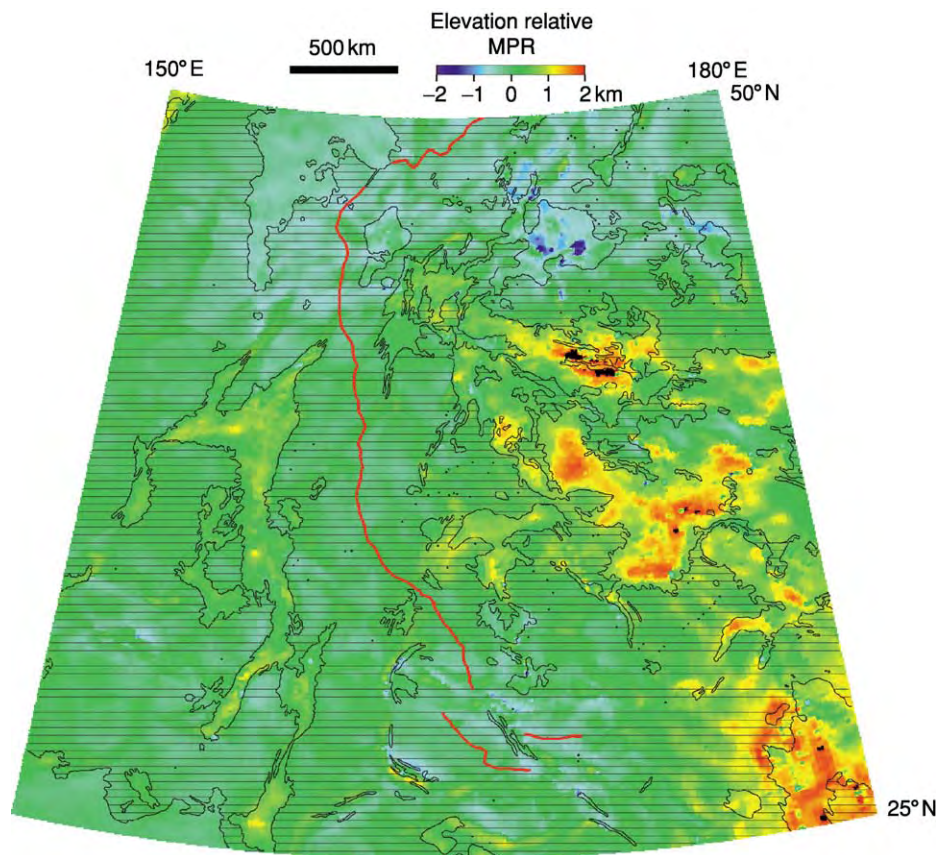 Elevation relative
MPR
500 km
150° E
180° E
−2 −1 0 1 2 km
50° N
25° N